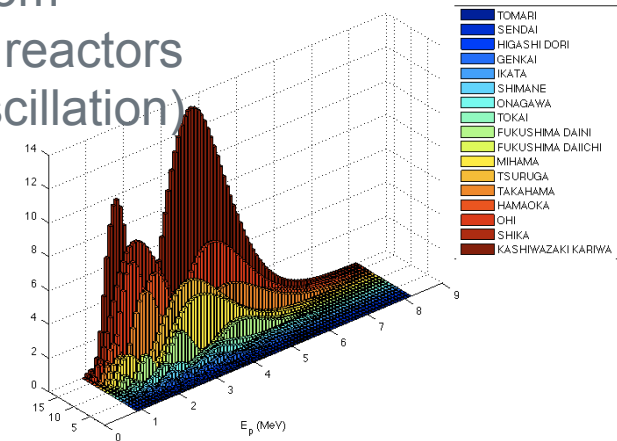 reactors
scillation)
TOMARI
SENDAI
HIGASHI DORI
GENKAI
IKATA
SHIMANE
ONAGAWA
TOKAI
FUKUSHIMA DAINI
FUKUSHIMA DAIICHI
MIHAMA
TSURUGA
TAKAHAMA
HAMAOKA
OHI
SHIKA
KASHIWAZAKI KARIWA
14
12
10
8
6
4
2
0
15
10
5
0
1
2
3
4
5
6
7
8
9
E_p (MeV)